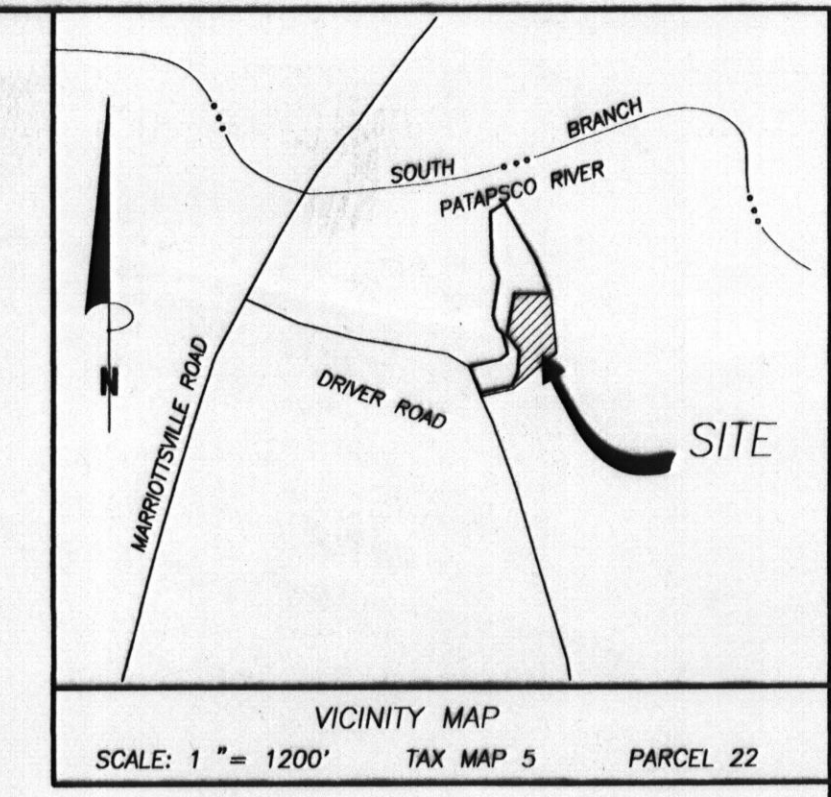 BRANCH
SOUTH
PATAPSCO RIVER
N
MARRIOTTSVILLE ROAD
DRIVER ROAD
SITE
VICINITY MAP
SCALE: 1 "= 1200' TAX MAP 5 PARCEL 22